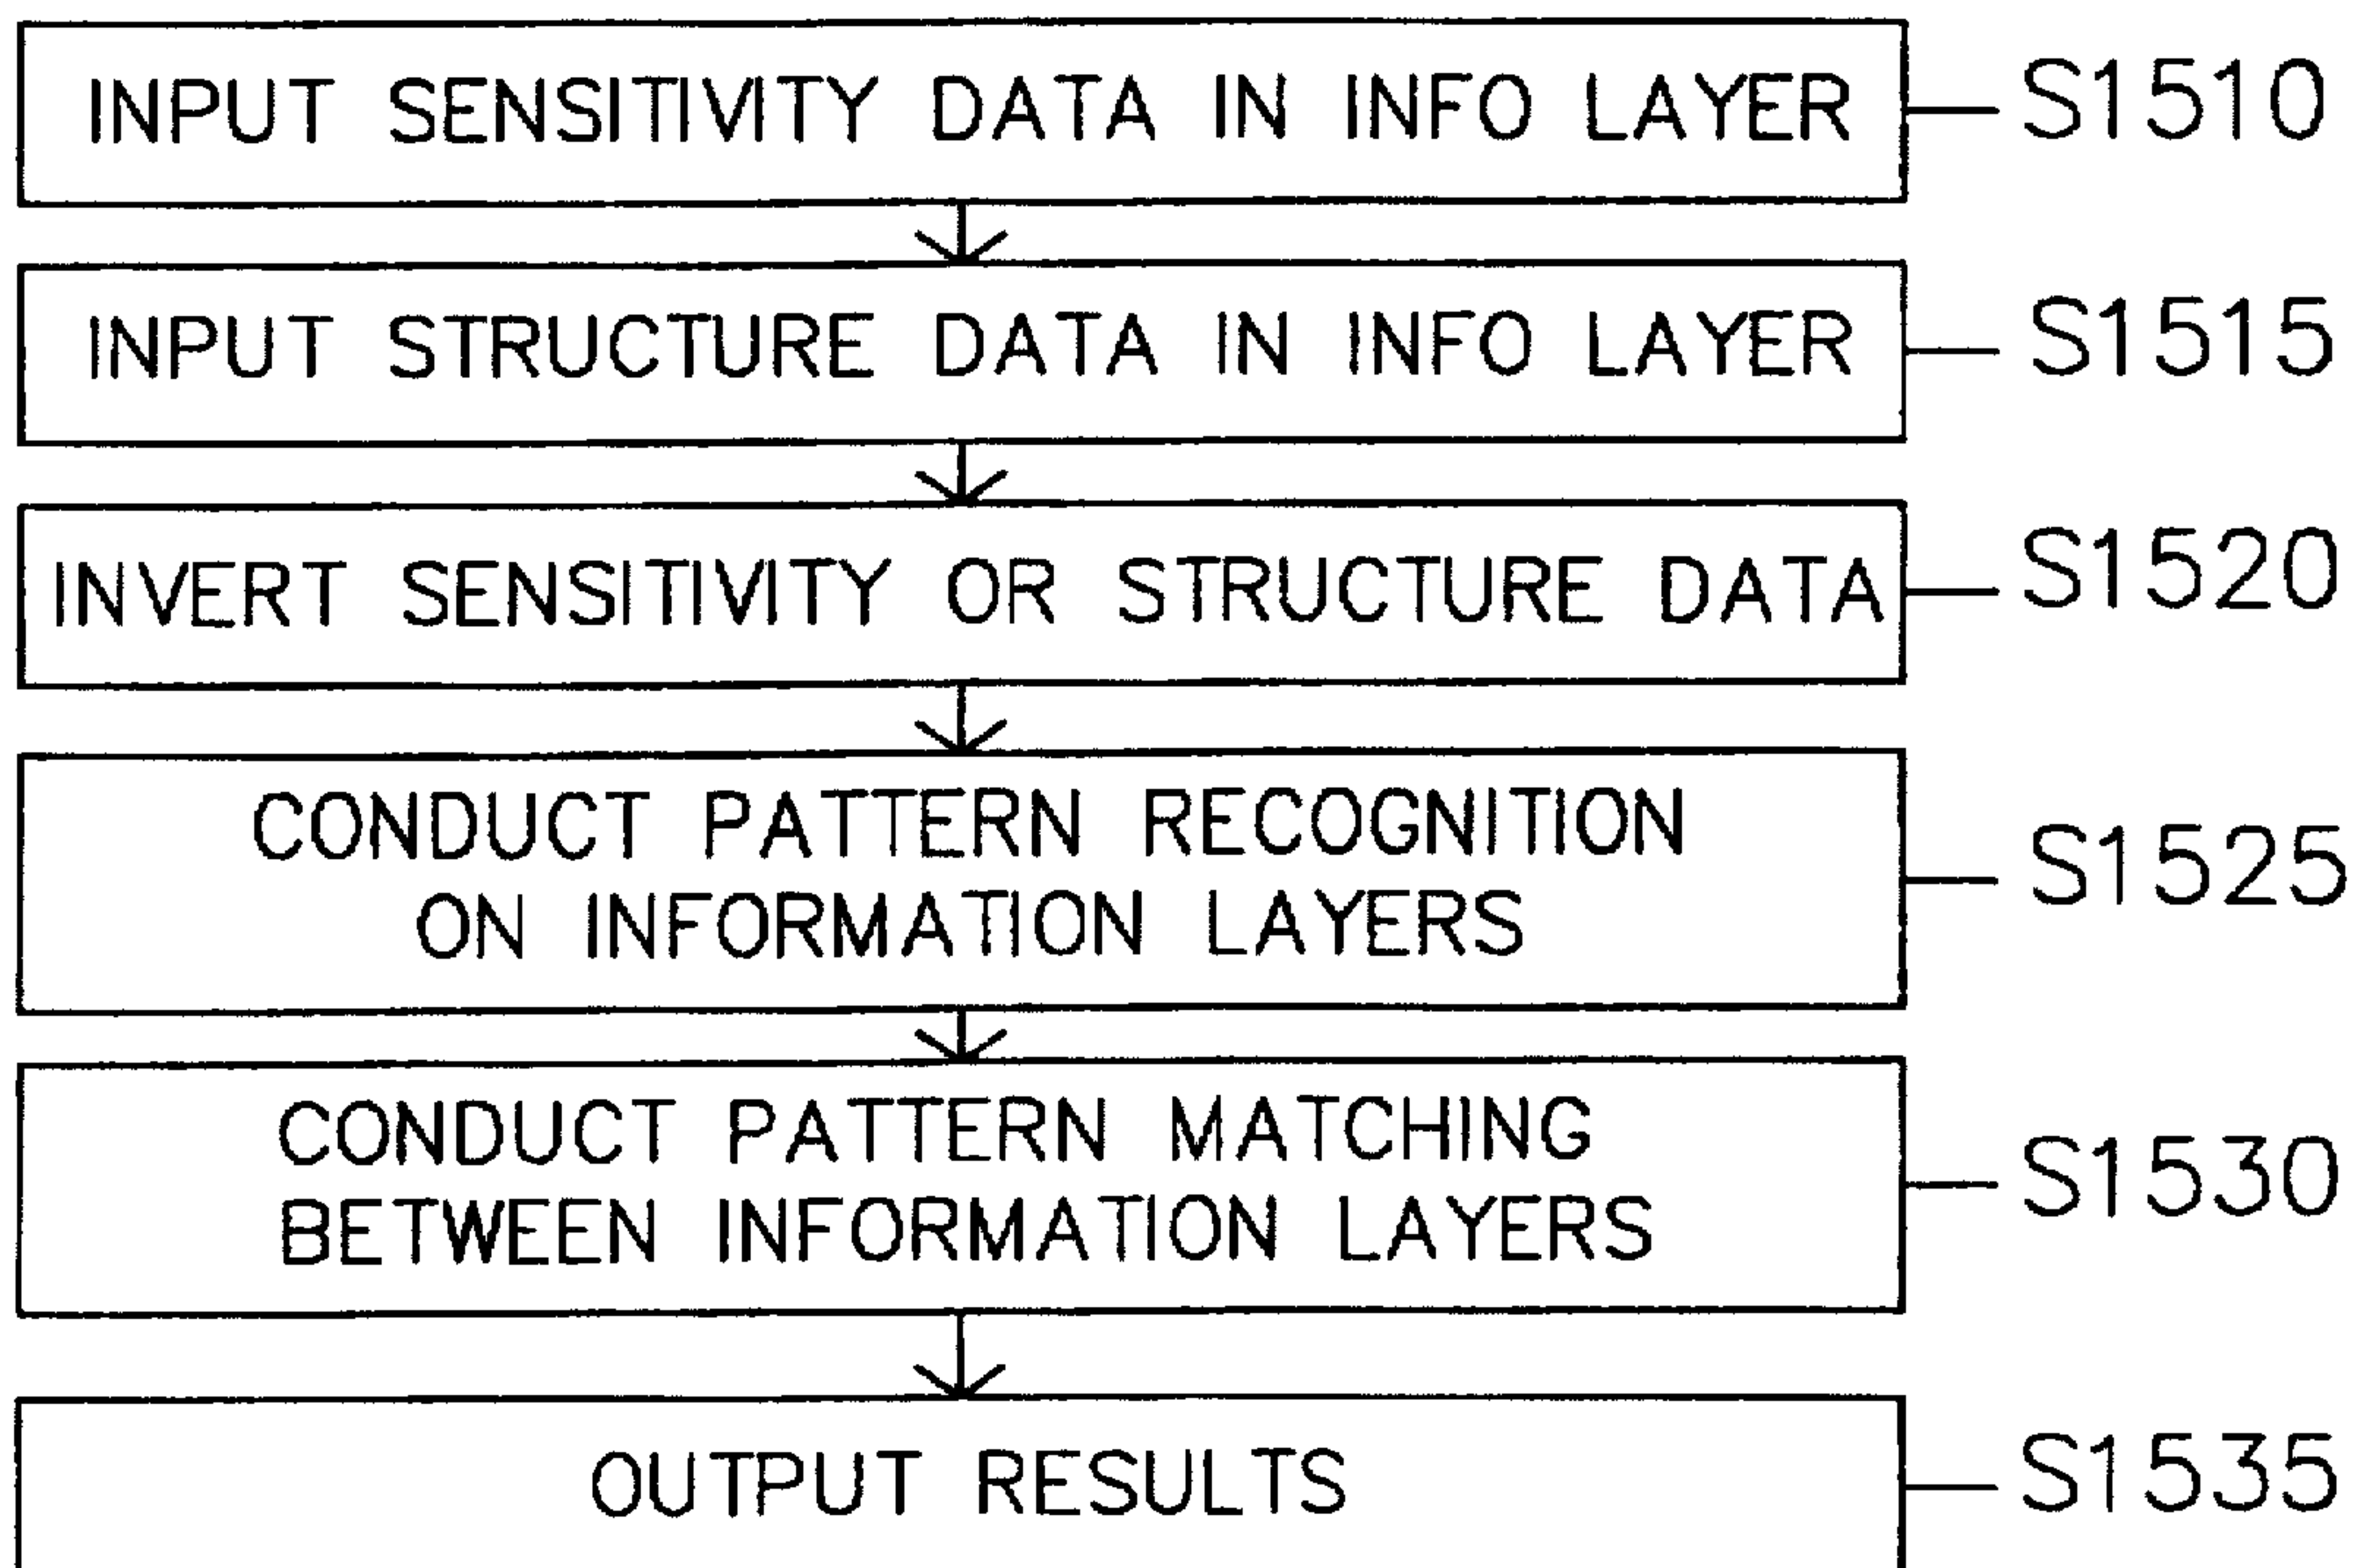 INPUT SENSITIVITY DATA IN INFO LAYER
S1510
INPUT STRUCTURE DATA IN INFO LAYER
S1515
INVERT SENSITIVITY OR STRUCTURE DATA
S1520
CONDUCT PATTERN RECOGNITION
ON INFORMATION LAYERS
S1525
CONDUCT PATTERN MATCHING
BETWEEN INFORMATION LAYERS
S1530
OUTPUT RESULTS
S1535